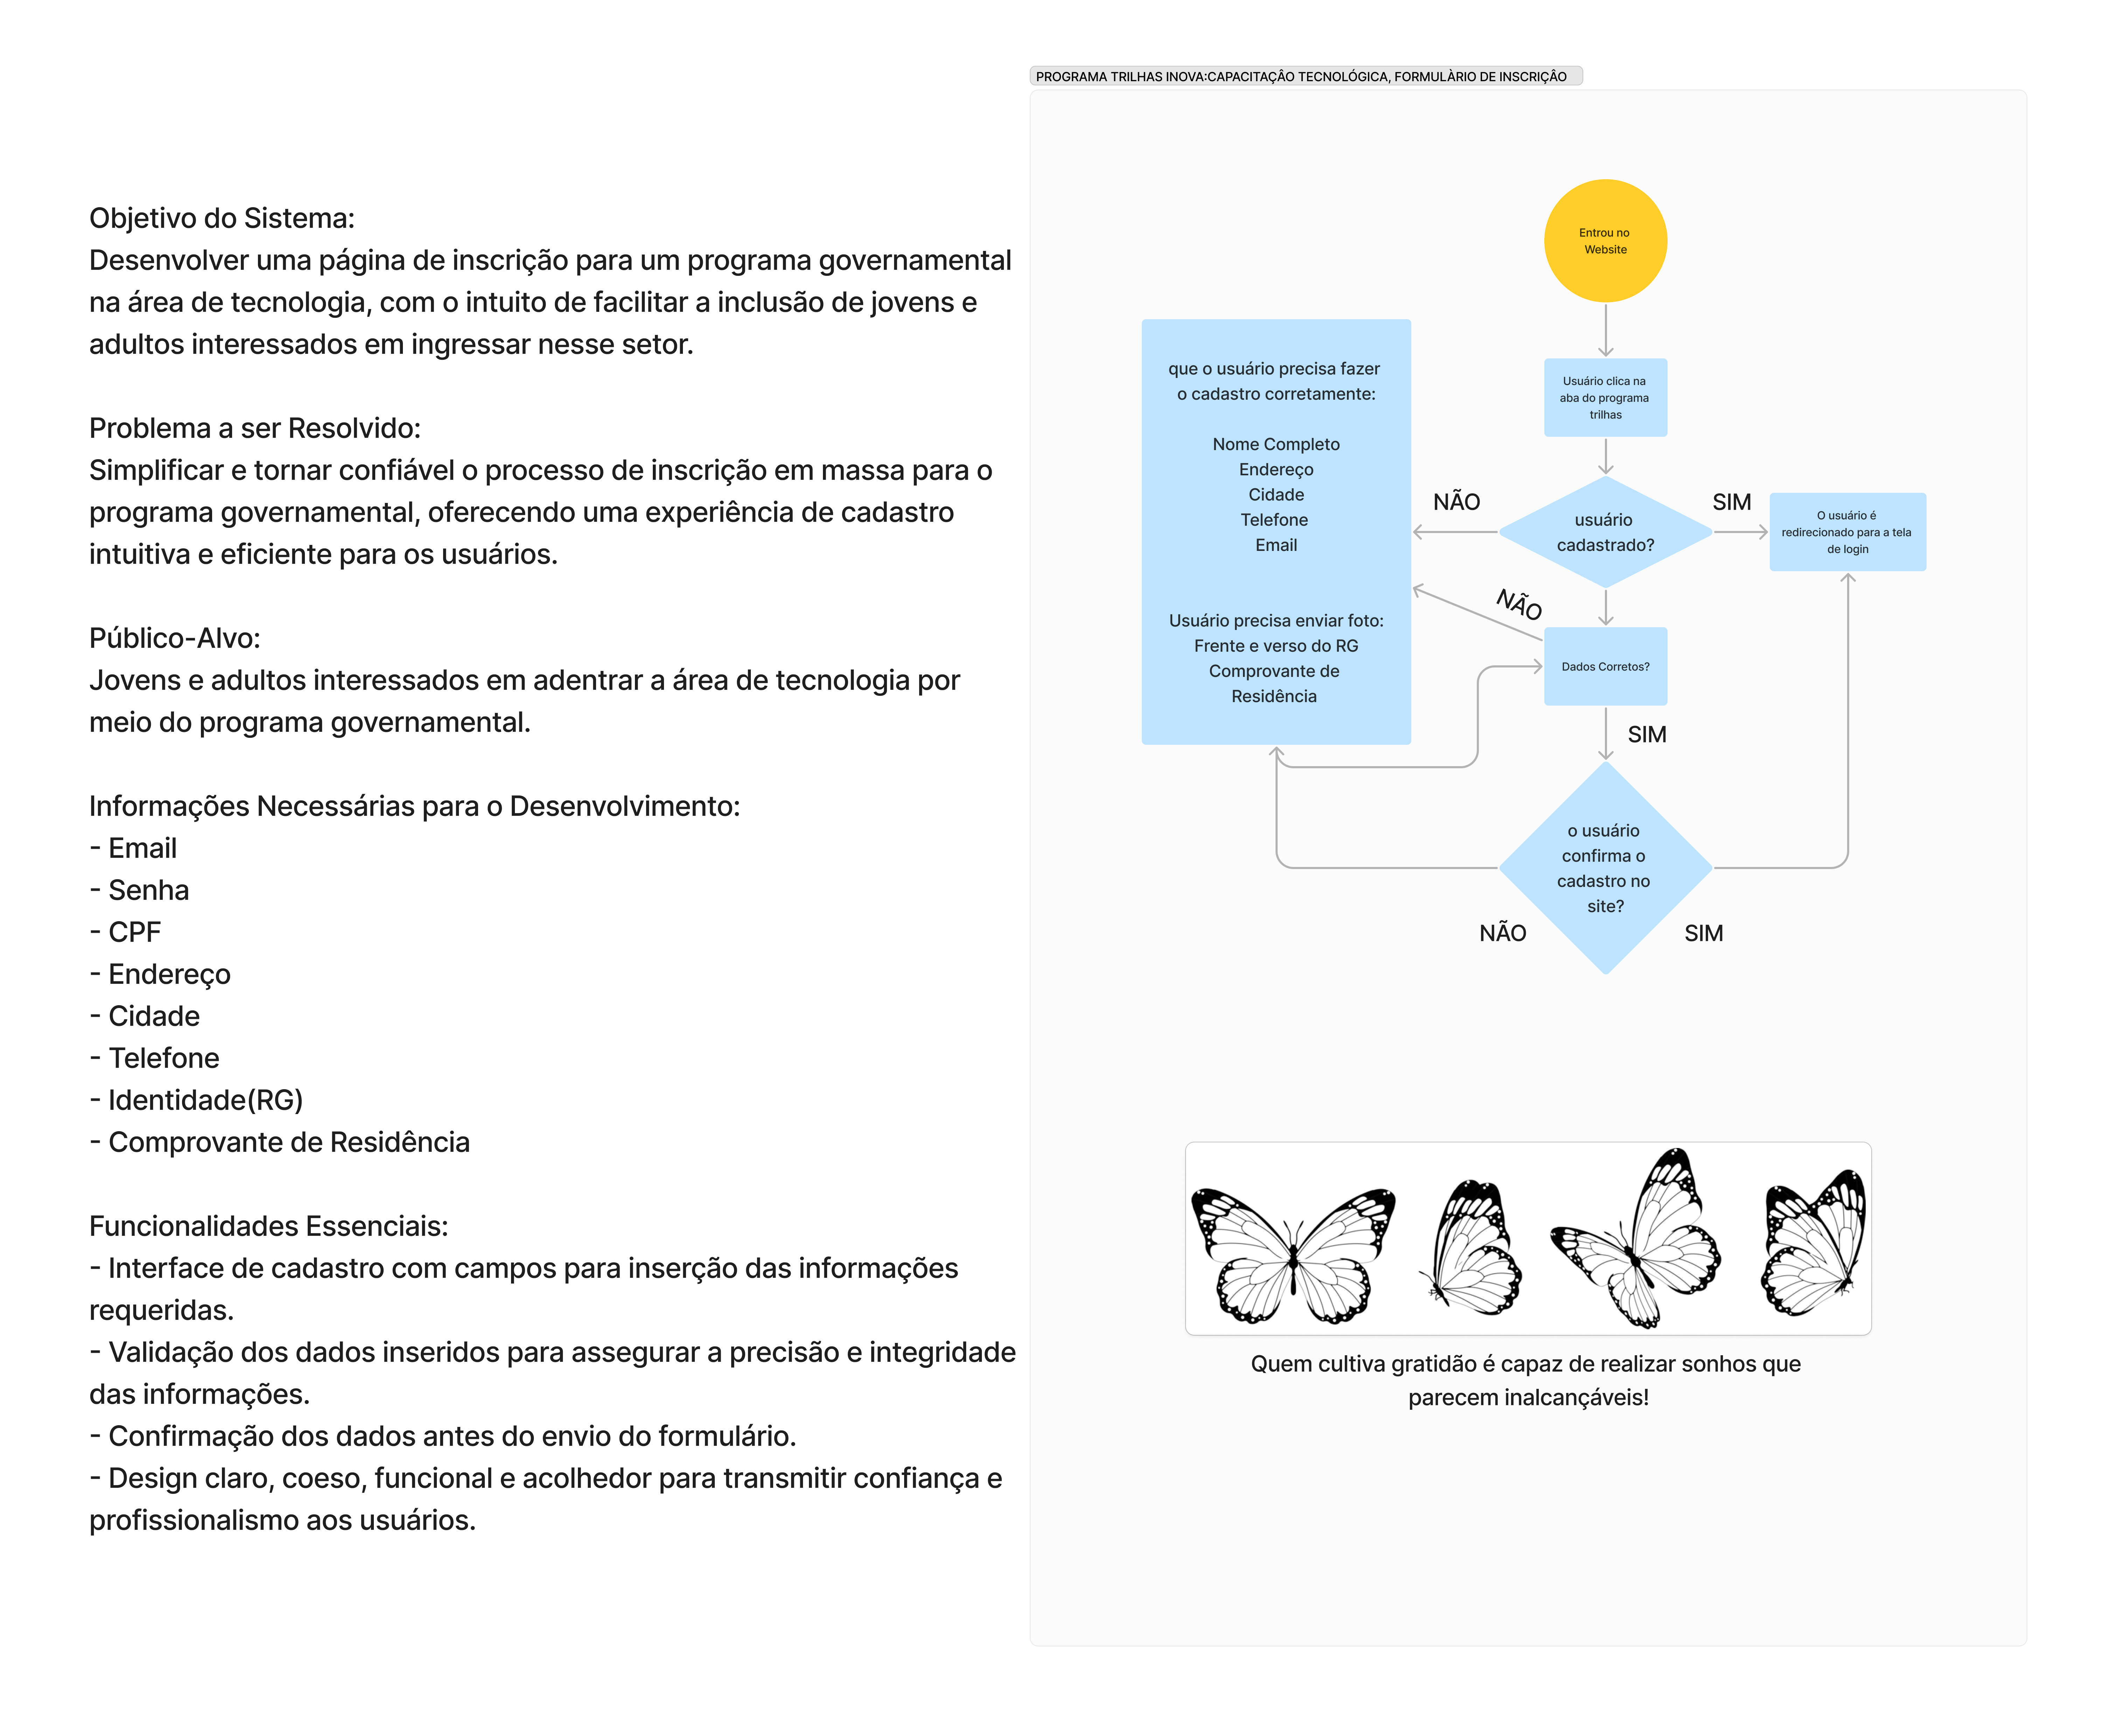 Objetivo do Sistema:
Desenvolver uma página de inscrição para um programa governamental
na área de tecnologia, com o intuito de facilitar a inclusão de jovens e
adultos interessados em ingressar nesse setor.
Problema a ser Resolvido:
Simplificar e tornar confiável o processo de inscrição em massa para o
programa governamental, oferecendo uma experiência de cadastro
intuitiva e eficiente para os usuários.
Público-Alvo:
Jovens e adultos interessados em adentrar a área de tecnologia por
meio do programa governamental.
Informações Necessárias para o Desenvolvimento:
- Email
- Senha
- CPF
- Endereço
- Cidade
- Telefone
- Identidade(RG)
- Comprovante de Residência
Funcionalidades Essenciais:
- Interface de cadastro com campos para inserção das informações
requeridas.
- Validação dos dados inseridos para assegurar a precisão e integridade
das informações.
- Confirmação dos dados antes do envio do formulário.
- Design claro, coeso, funcional e acolhedor para transmitir confiança e
profissionalismo aos usuários.
PROGRAMA TRILHAS INOVA:CAPACITAÇÂO TECNOLÓGICA, FORMULÀRIO DE INSCRIÇÂO
Entrou no
Website
Usuário clica na
aba do programa
trilhas
usuário
cadastrado?
NÃO
SIM
O usuário é
redirecionado para a tela
de login
que o usuário precisa fazer
o cadastro corretamente:
Nome Completo
Endereço
Cidade
Telefone
Email
Usuário precisa enviar foto:
Frente e verso do RG
Comprovante de
Residência
NÃO
Dados Corretos?
SIM
o usuário
confirma o
cadastro no
site?
NÃO
SIM
Quem cultiva gratidão é capaz de realizar sonhos que
parecem inalcançáveis!